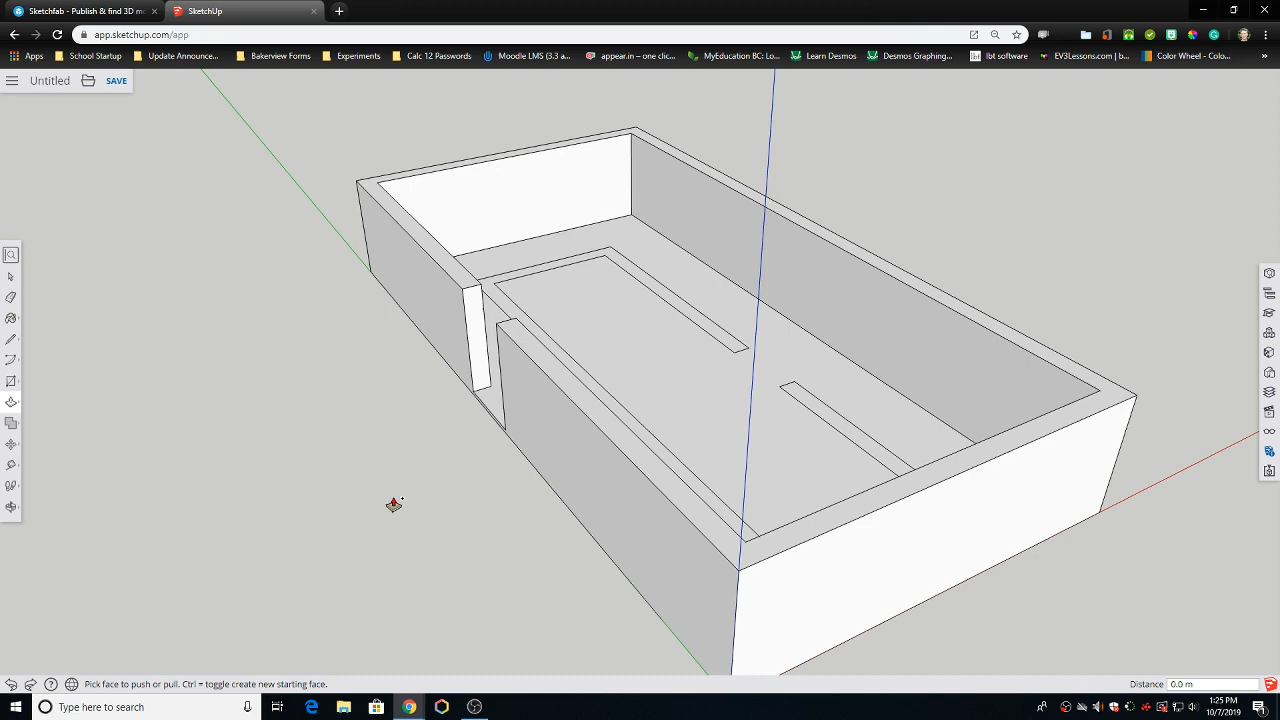 Sketchfab - Publish & find 3D m
SketchUp
app.sketchup.com/app
Apps
School Startup
Update Announce...
Bakeview Forms
Experiments
Calc 12 Passwords
Moodle LMS (3.3 a...
appear.in – one clic...
MyEducation BC: Lo...
Learn Desmos
Desmos Graphing...
lbt software
EV3Lessons.com | b...
Color Wheel - Colo...
»
Untitled
SAVE
Pick face to push or pull. Ctrl = toggle create new starting face.
Distance 0.0 m
Type here to search
1:25 PM
10/7/2019